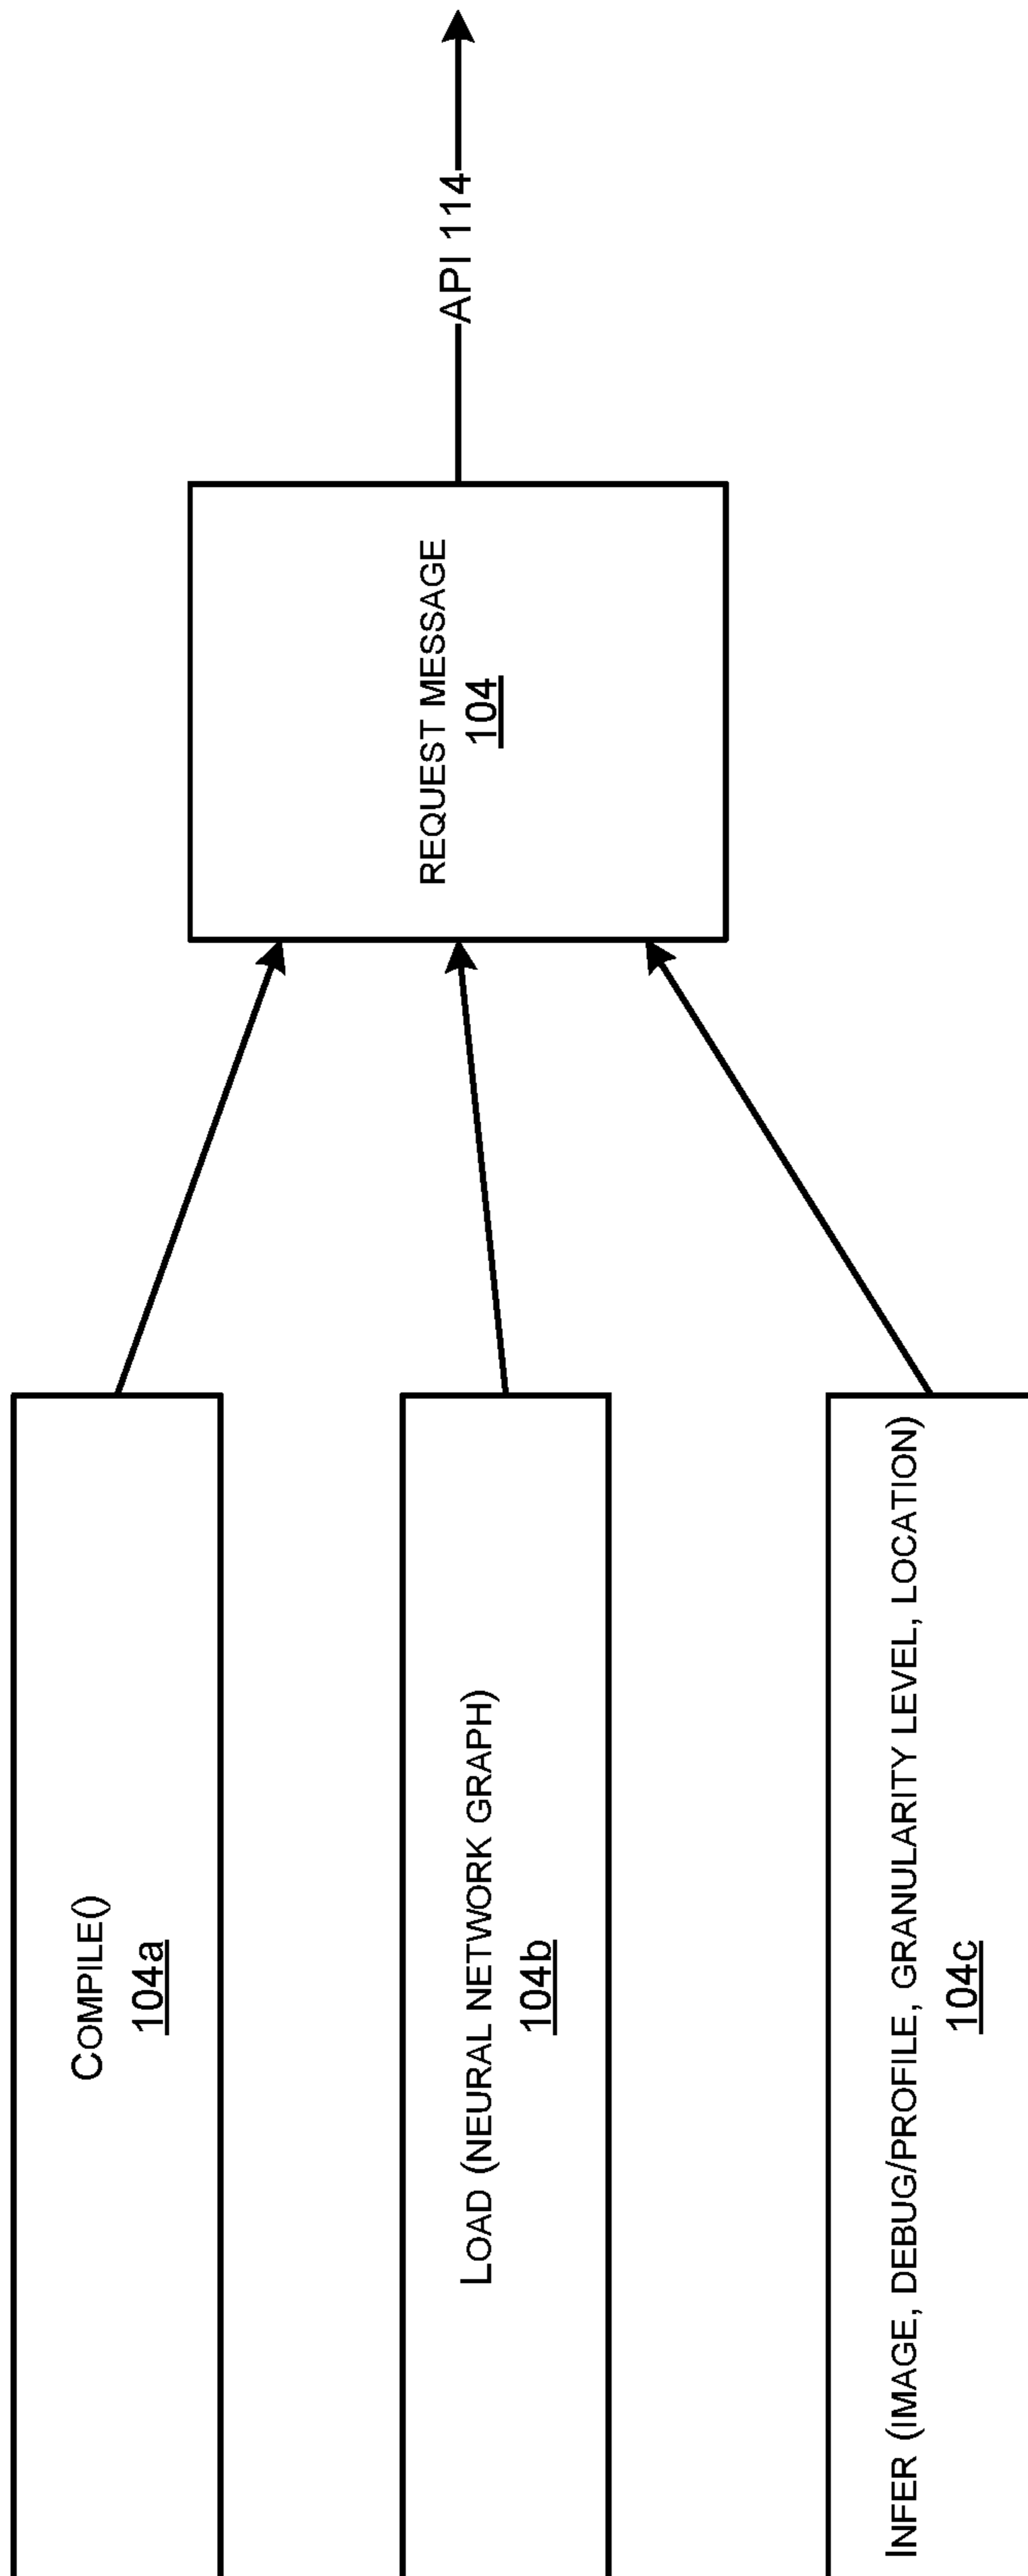 COMPILE()
104a
LOAD (NEURAL NETWORK GRAPH)
104b
INFER (IMAGE, DEBUG/PROFILE, GRANULARITY LEVEL, LOCATION)
104c
REQUEST MESSAGE
104
API 114